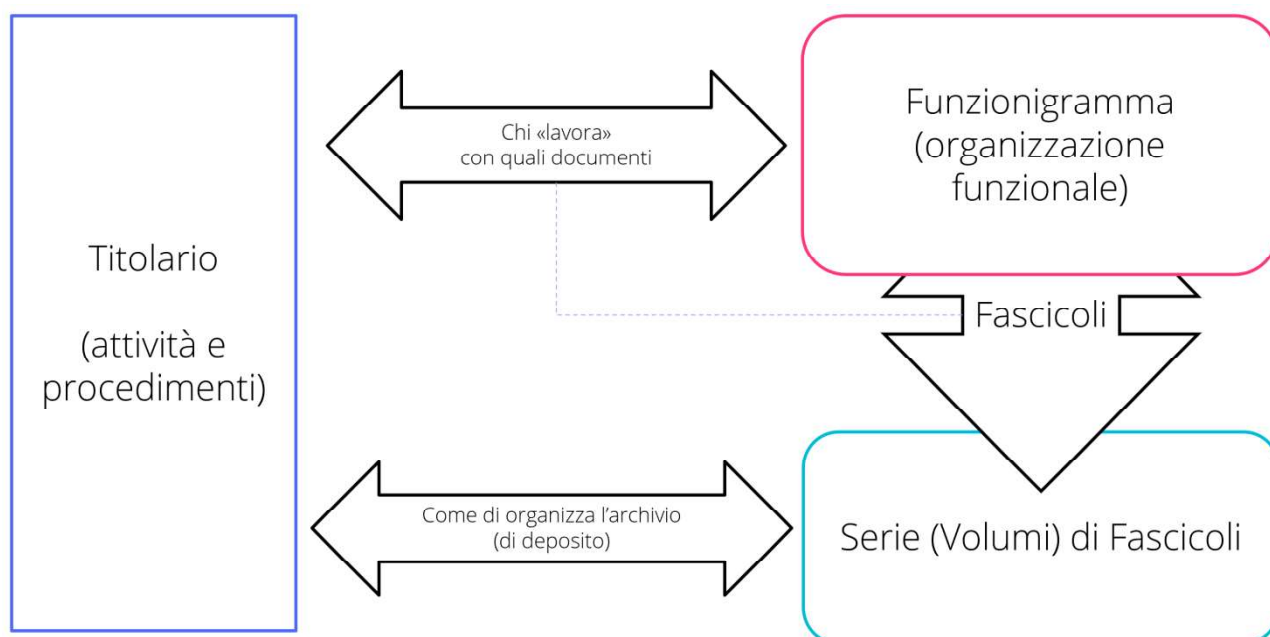 Titolario
(attività e
procedimenti)
Chi «lavora»
con quali documenti
Funzionigramma
(organizzazione
funzionale)
Fascicoli
Come di organizza l’archivio
(di deposito)
Serie (Volumi) di Fascicoli